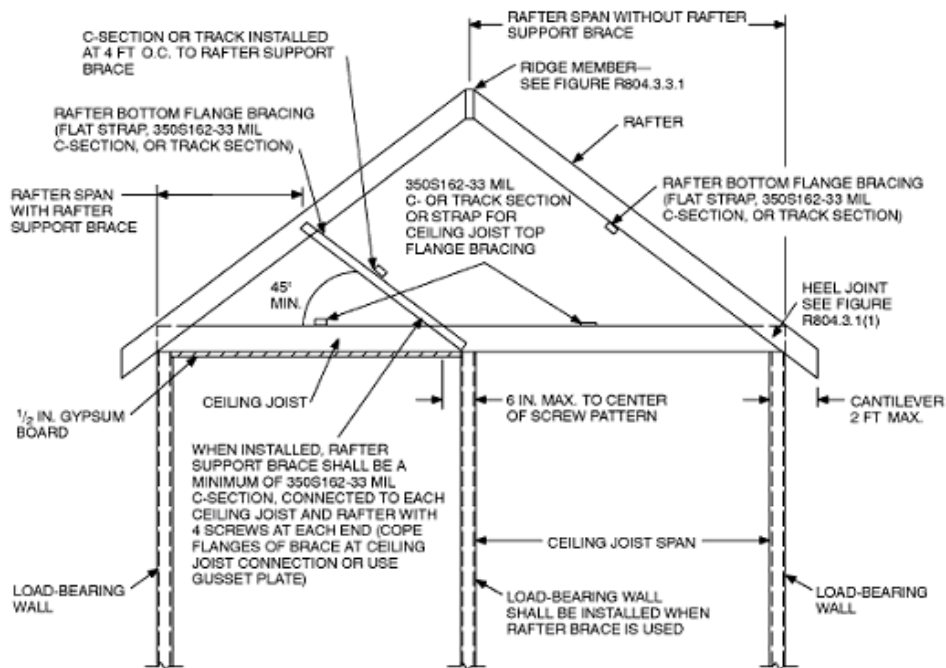 C-SECTION OR TRACK INSTALLED
AT 4 FT O.C. TO RAFTER SUPPORT
BRACE
RAFTER SPAN WITHOUT RAFTER
SUPPORT BRACE
RIDGE MEMBER—
SEE FIGURE R804.3.3.1
RAFTER BOTTOM FLANGE BRACING
(FLAT STRAP, 350S162-33 MIL
C-SECTION, OR TRACK SECTION)
RAFTER
RAFTER SPAN
WITH RAFTER
SUPPORT BRACE
350S162-33 MIL
C- OR TRACK SECTION
OR STRAP FOR
CEILING JOIST TOP
FLANGE BRACING
RAFTER BOTTOM FLANGE BRACING
(FLAT STRAP, 350S162-33 MIL
C-SECTION, OR TRACK SECTION)
45°
MIN.
HEEL JOINT
SEE FIGURE
R804.3.1(1)
1/2 IN. GYPSUM
BOARD
CEILING JOIST
6 IN. MAX. TO CENTER
OF SCREW PATTERN
CANTILEVER
2 FT MAX.
WHEN INSTALLED, RAFTER
SUPPORT BRACE SHALL BE A
MINIMUM OF 350S162-33 MIL
C-SECTION, CONNECTED TO EACH
CEILING JOIST AND RAFTER WITH
4 SCREWS AT EACH END (COPE
FLANGES OF BRACE AT CEILING
JOIST CONNECTION OR USE
GUSSET PLATE)
CEILING JOIST SPAN
LOAD-BEARING
WALL
LOAD-BEARING WALL
SHALL BE INSTALLED WHEN
RAFTER BRACE IS USED
LOAD-BEARING
WALL